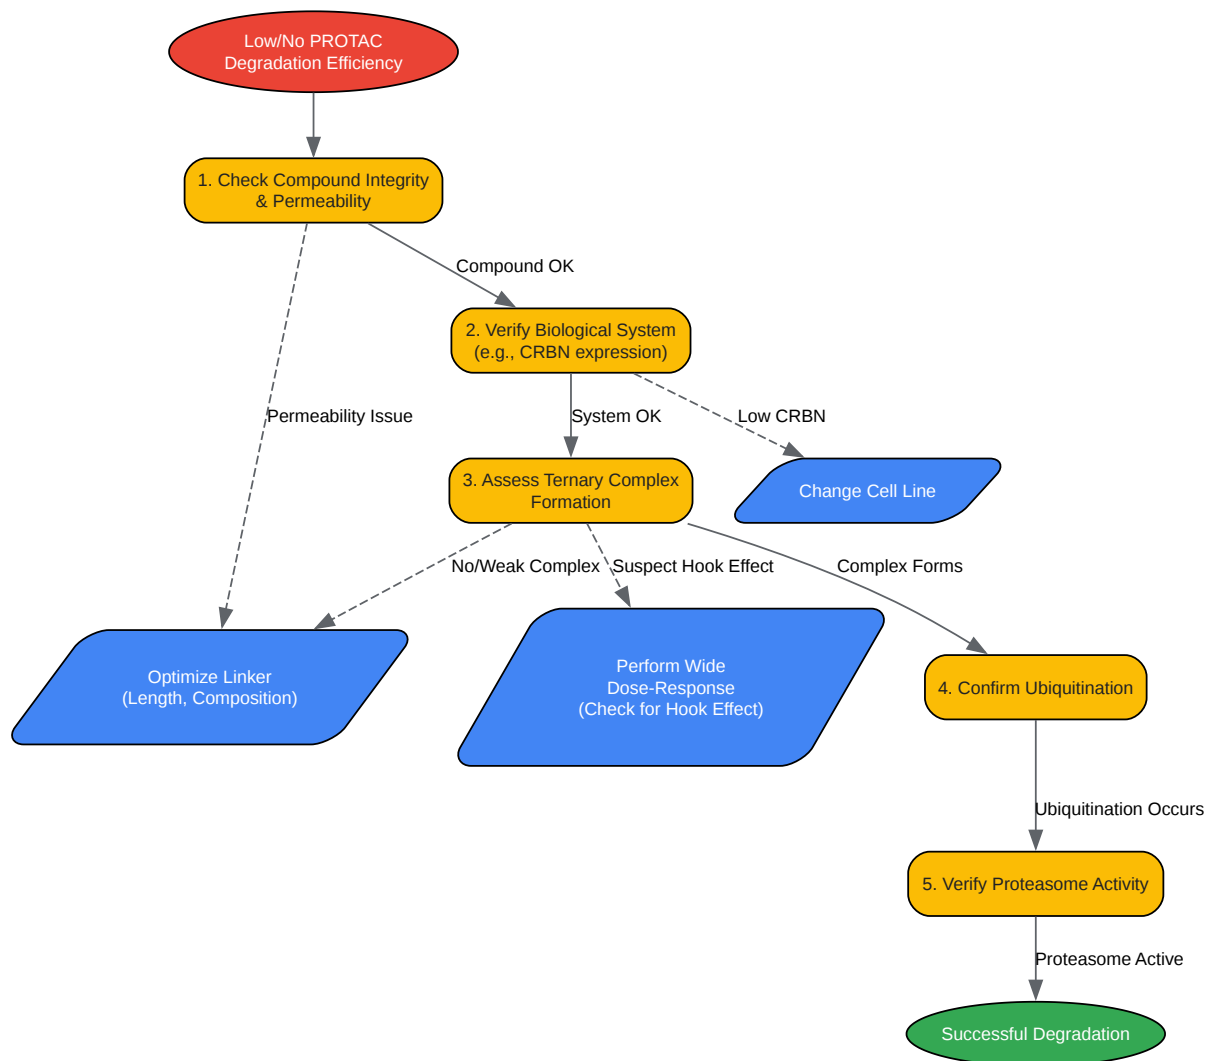 Low/No PROTAC
Degradation Efficiency
1. Check Compound Integrity
& Permeability
Compound OK
2. Verify Biological System
(e.g., CRBN expression)
Permeability Issue
System OK
Low CRBN
3. Assess Ternary Complex
Formation
Change Cell Line
No/Weak Complex
Suspect Hook Effect
Complex Forms
Optimize Linker
(Length, Composition)
Perform Wide
Dose-Response
(Check for Hook Effect)
4. Confirm Ubiquitination
Ubiquitination Occurs
5. Verify Proteasome Activity
Proteasome Active
Successful Degradation